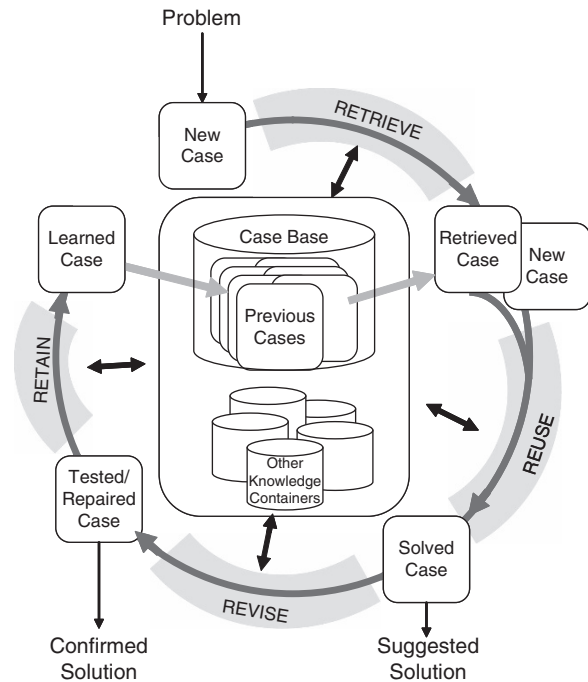 Problem
New
Case
RETRIEVE
Learned
Case
Case Base
Previous
Cases
Retrieved
Case
New
Case
RETAIN
REUSE
Other
Knowledge
Containers
Tested/
Repaired
Case
Solved
Case
REVISE
Confirmed
Solution
Suggested
Solution